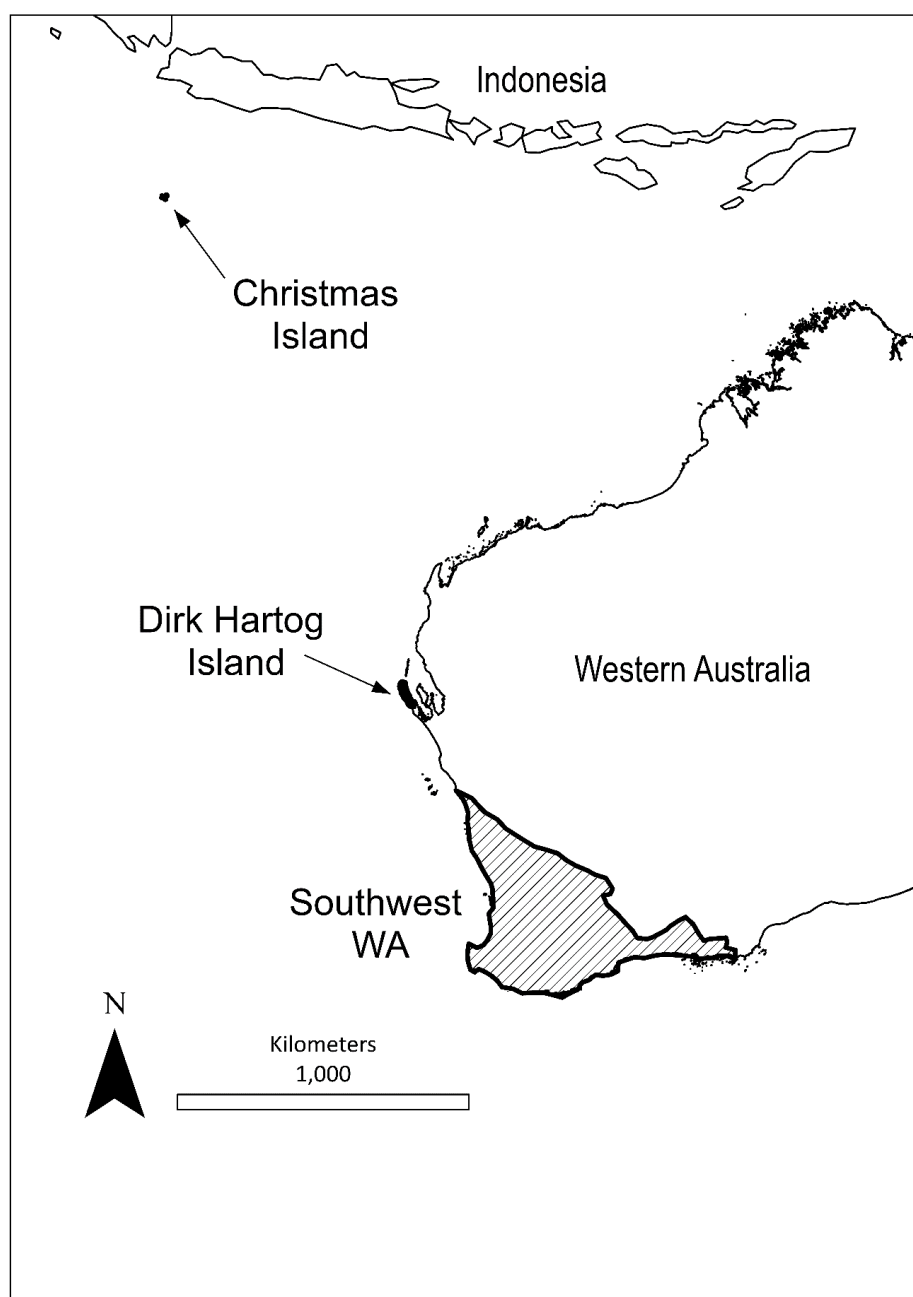 Indonesia
Christmas
Island
Dirk Hartog
Island
Western Australia
Southwest
WA
N
Kilometers
1,000